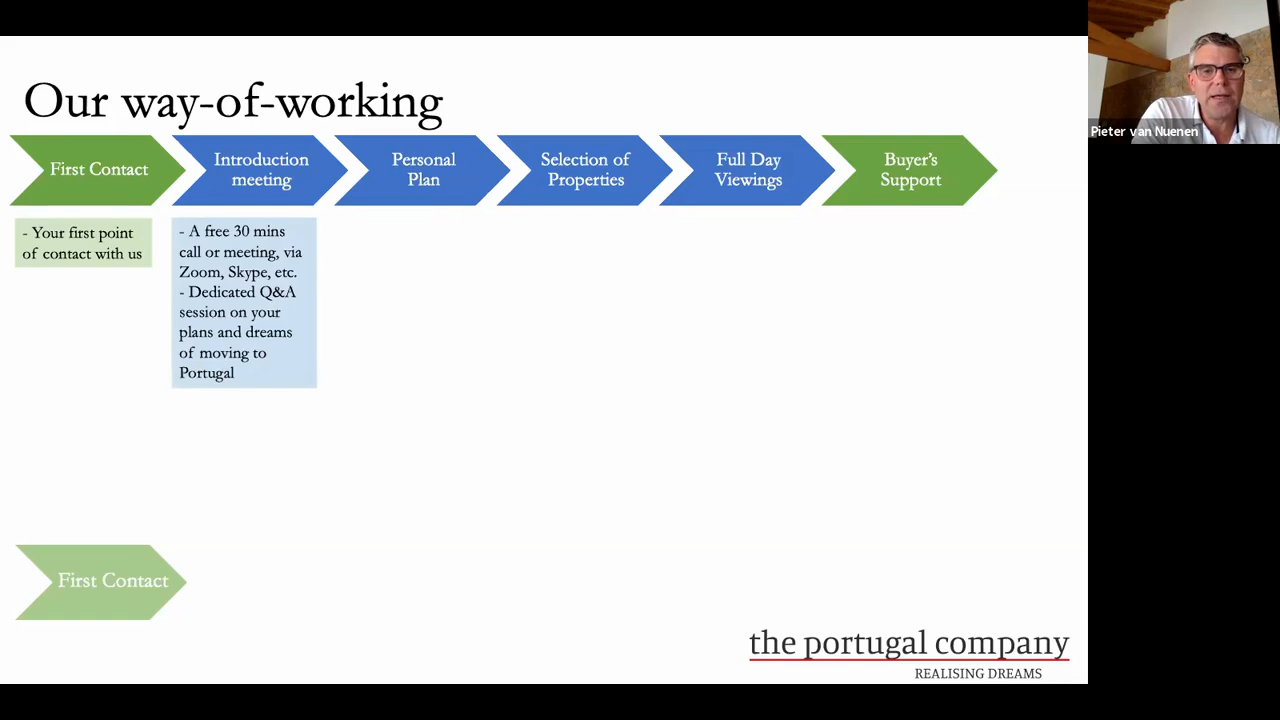 Our way-of-working
First Contact
Introduction
meeting
Personal
Plan
Selection of
Properties
Full Day
Viewings
Buyer's
Support
- Your first point
of contact with us
- A free 30 mins
call or meeting, via
Zoom, Skype, etc.
- Dedicated Q&A
session on your
plans and dreams
of moving to
Portugal
First Contact
the portugal company
REALISING DREAMS
Pieter van Nuenen